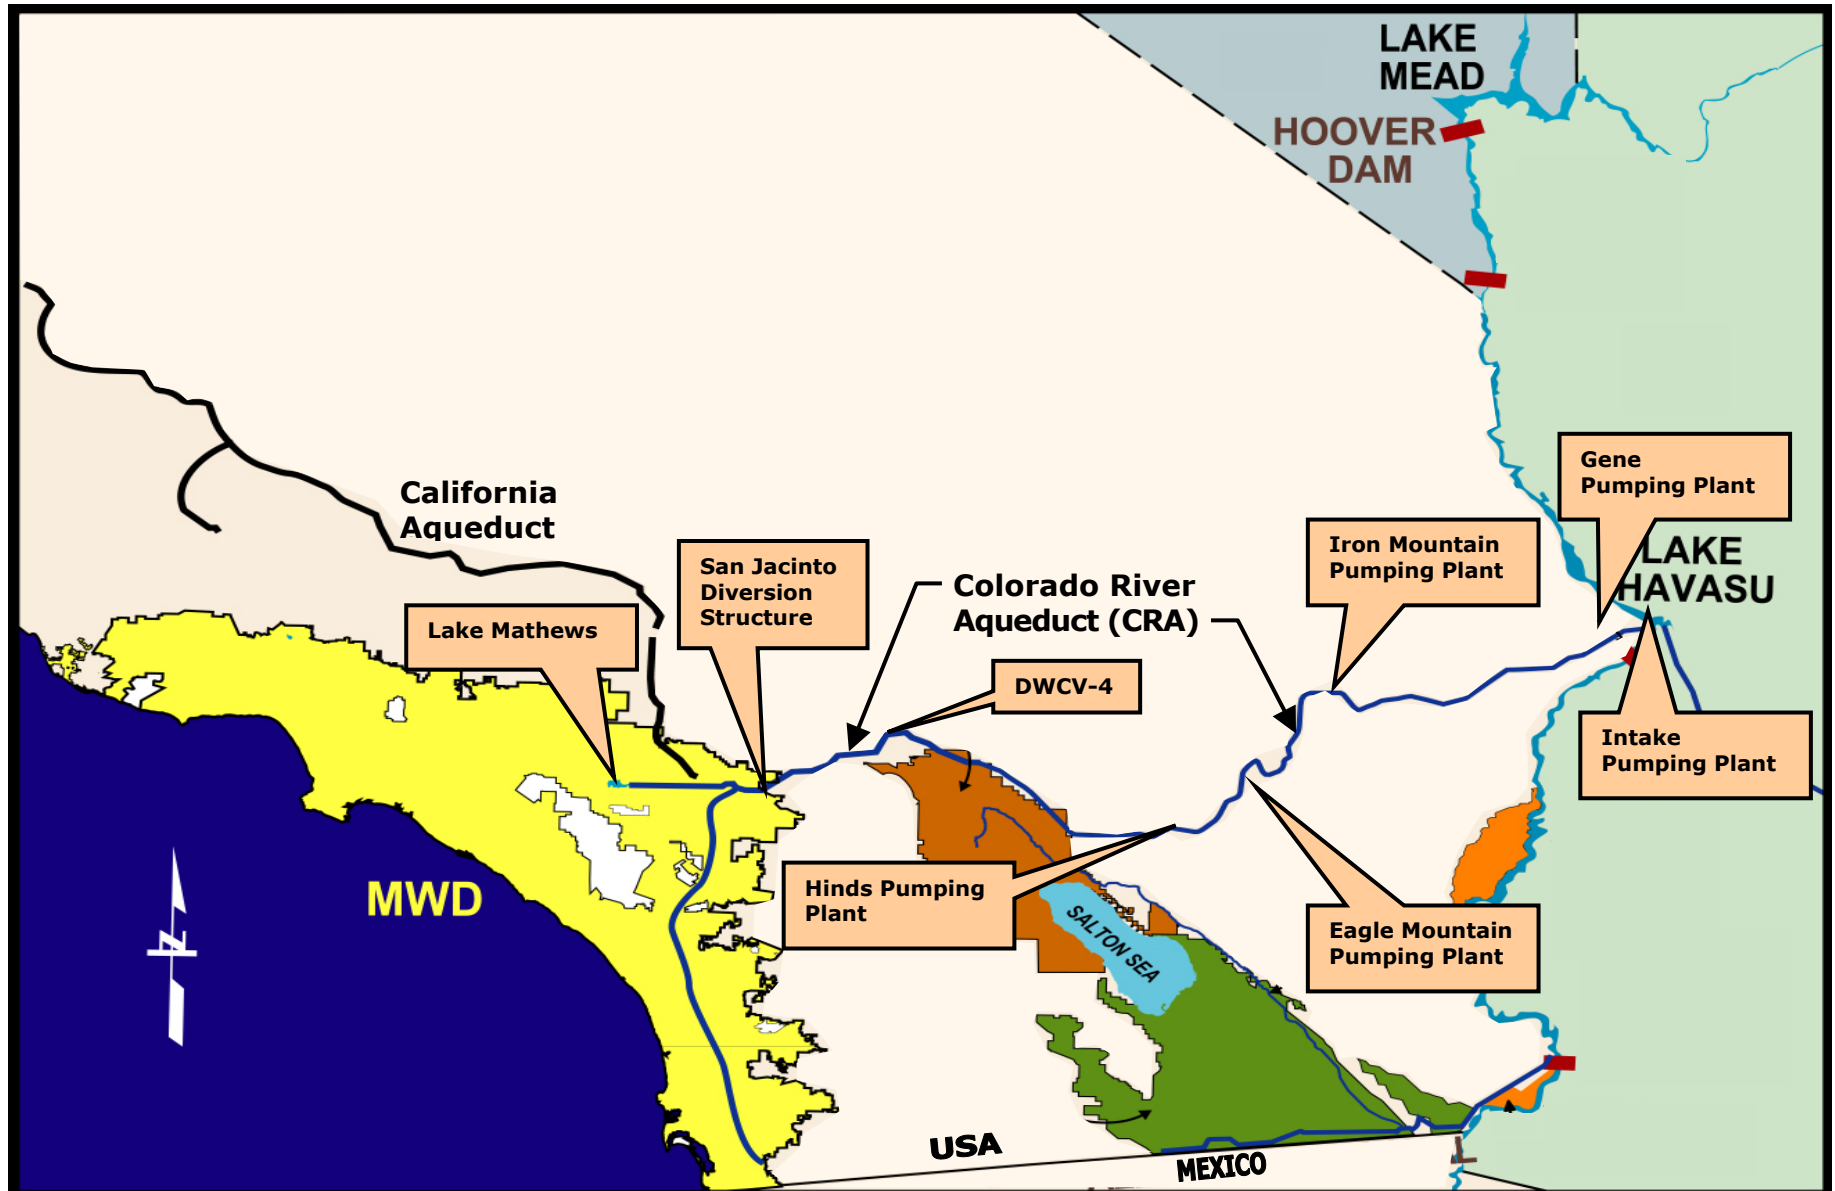 LAKE
MEAD
HOOVER
DAM
Gene
Pumping Plant
California
Aqueduct
Iron Mountain
Pumping Plant
LAKE
HAVASU
San Jacinto
Diversion
Structure
Colorado River
Aqueduct (CRA)
Lake Mathews
DWCV-4
Intake
Pumping Plant
MWD
Hinds Pumping
Plant
SALTON SEA
Eagle Mountain
Pumping Plant
N
USA
MEXICO